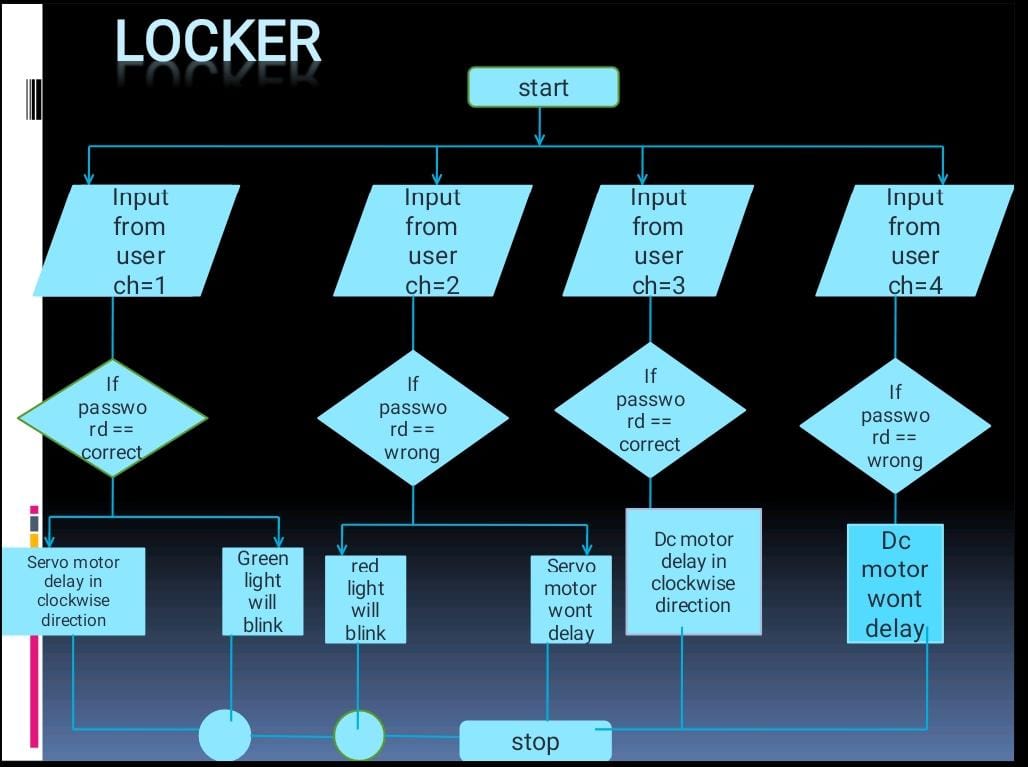 LOCKER
start
Input
from
user
ch=1
Input
from
user
ch=2
Input
from
user
ch=3
Input
from
user
ch=4
If
passwo
rd ==
correct
If
passwo
rd ==
wrong
If
passwo
rd ==
correct
If
passwo
rd ==
wrong
Servo motor
delay in
clockwise
direction
Green
light
will
blink
red
light
will
blink
Servo
motor
wont
delay
Dc motor
delay in
clockwise
direction
Dc
motor
wont
delay
stop